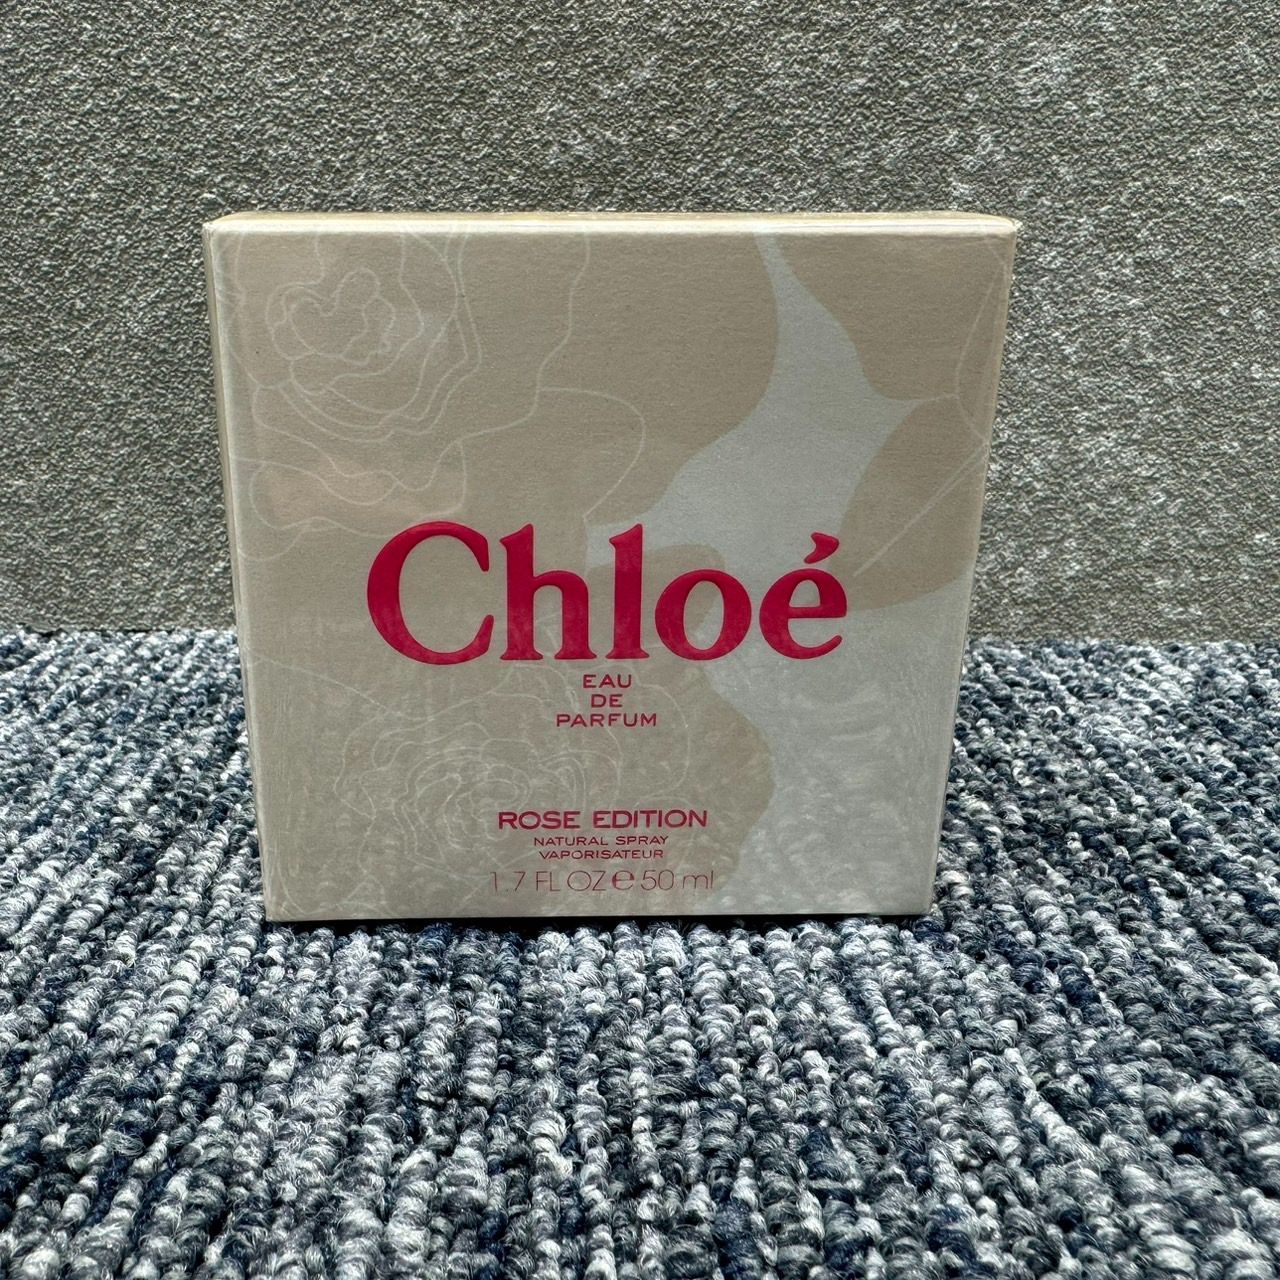 Chloé
EAU
DE
PARFUM
ROSE EDITION
NATURAL SPRAY
VAPORISATEUR
1.7 FL OZ ℮ 50 ml